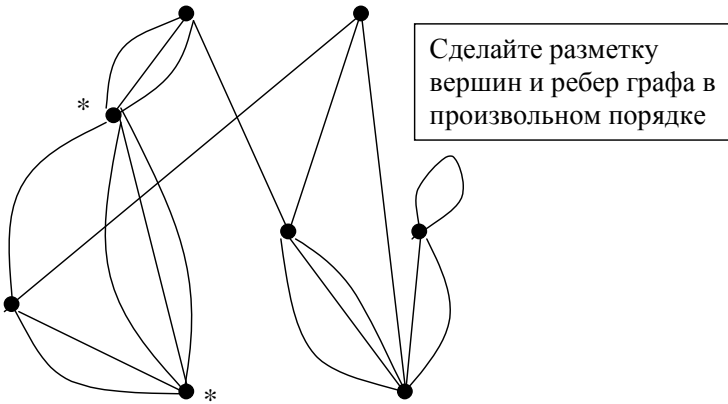 Сделайте разметку
вершин и ребер графа в
произвольном порядке
*
*